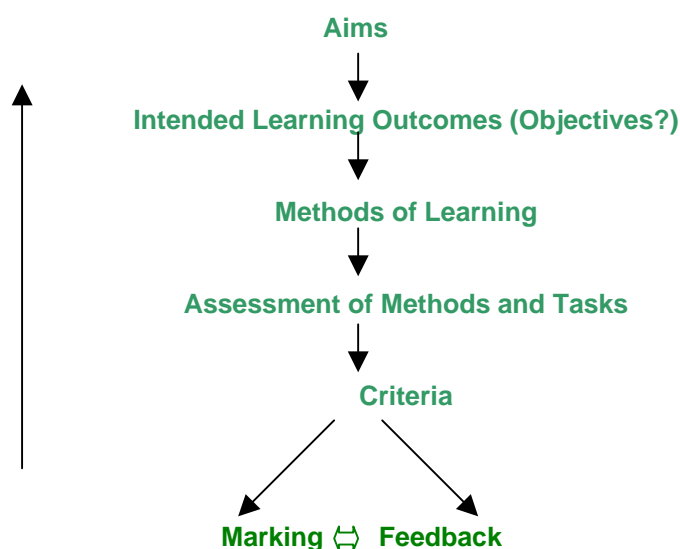 Aims
Intended Learning Outcomes (Objectives?)
Methods of Learning
Assessment of Methods and Tasks
Criteria
Marking ⇔ Feedback